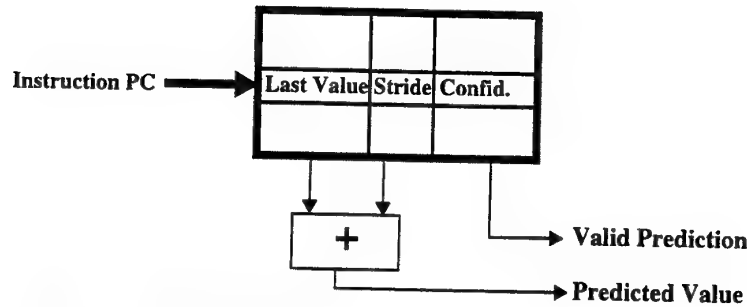 Instruction PC
Last Value Stride Confid.
+
Valid Prediction
Predicted Value